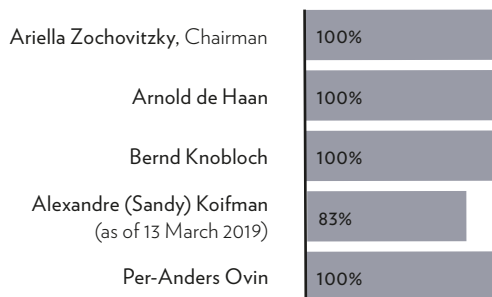 Ariella Zochovitzky, Chairman 100%
Arnold de Haan 100%
Bernd Knobloch 100%
Alexandre (Sandy) Koifman
(as of 13 March 2019) 83%
Per-Anders Ovin 100%